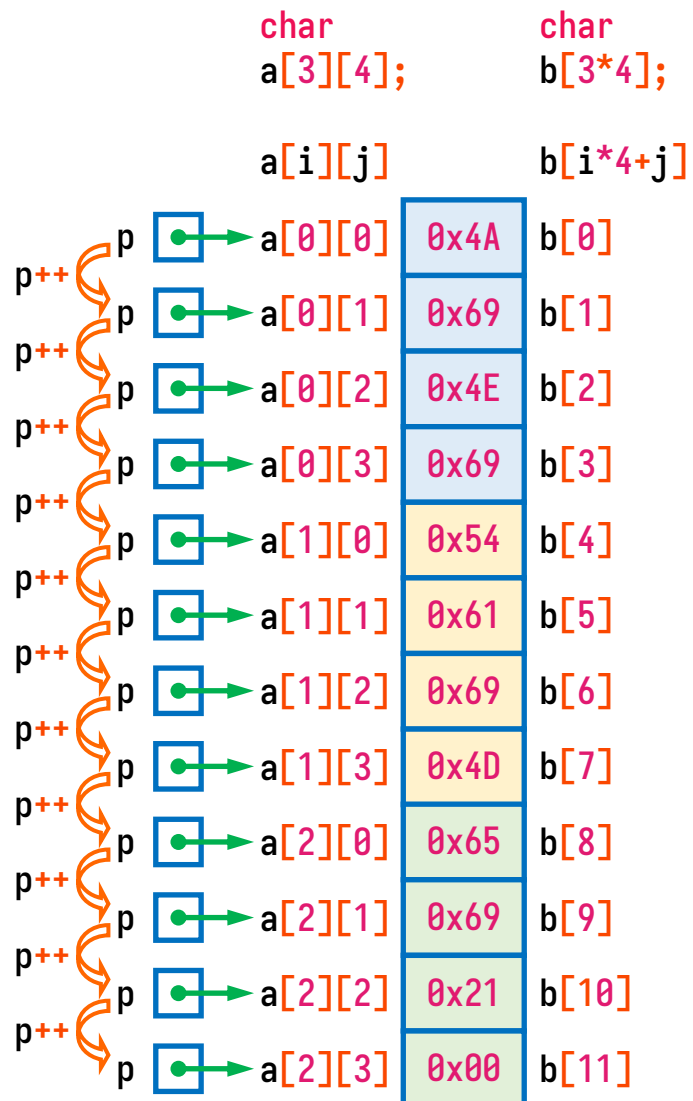 char char
a[3][4]; b[3*4];
a[i][j] b[i*4+j]
p a[0][0] 0x4A b[0]
p++
p a[0][1] 0x69 b[1]
p++
p a[0][2] 0x4E b[2]
p++
p a[0][3] 0x69 b[3]
p++
p a[1][0] 0x54 b[4]
p++
p a[1][1] 0x61 b[5]
p++
p a[1][2] 0x69 b[6]
p++
p a[1][3] 0x4D b[7]
p++
p a[2][0] 0x65 b[8]
p++
p a[2][1] 0x69 b[9]
p++
p a[2][2] 0x21 b[10]
p++
p a[2][3] 0x00 b[11]